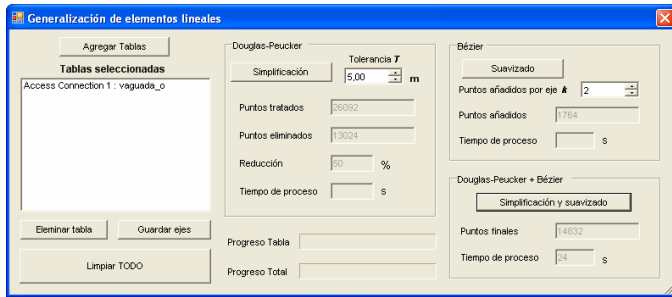 Generalización de elementos lineales
Agregar Tablas
Tablas seleccionadas
Access Connection 1 : vaguada_o
Eleminar tabla
Guardar ejes
Limpiar TODO
Douglas-Peucker
Tolerancia T
Simplificación
5,00
m
Puntos tratados
26092
Puntos eliminados
13024
Reducción
50
%
Tiempo de proceso
s
Progreso Tabla
Progreso Total
Bézier
Suavizado
Puntos añadidos por eje k
2
Puntos añadidos
1764
Tiempo de proceso
s
Douglas-Peucker + Bézier
Simplificación y suavizado
Puntos finales
14832
Tiempo de proceso
24
s